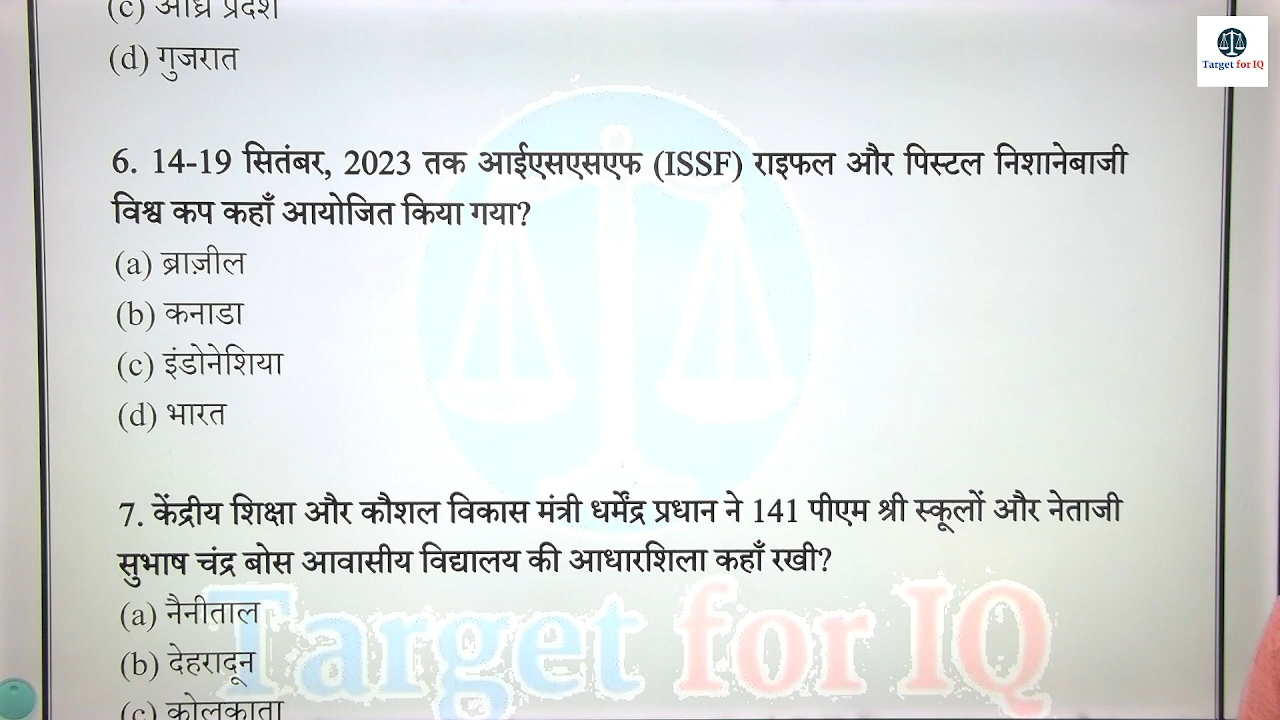 (c) आंध्र प्रदेश
(d) गुजरात
Target for IQ
6. 14-19 सितंबर, 2023 तक आईएसएसएफ (ISSF) राइफल और पिस्टल निशानेबाजी
विश्व कप कहाँ आयोजित किया गया?
(a) ब्राज़ील
(b) कनाडा
(c) इंडोनेशिया
(d) भारत
7. केंद्रीय शिक्षा और कौशल विकास मंत्री धर्मेंद्र प्रधान ने 141 पीएम श्री स्कूलों और नेताजी
सुभाष चंद्र बोस आवासीय विद्यालय की आधारशिला कहाँ रखी?
(a) नैनीताल
(b) देहरादून
(c) कोलकाता
Target for IQ